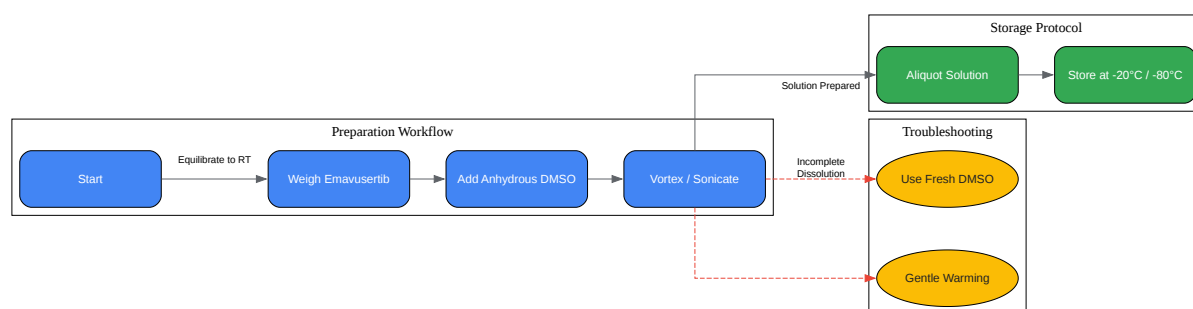 Storage Protocol
Aliquot Solution
Store at -20°C / -80°C
Solution Prepared
Preparation Workflow
Start
Equilibrate to RT
Weigh Emavusertib
Add Anhydrous DMSO
Vortex / Sonicate
Incomplete
Dissolution
Troubleshooting
Use Fresh DMSO
Gentle Warming